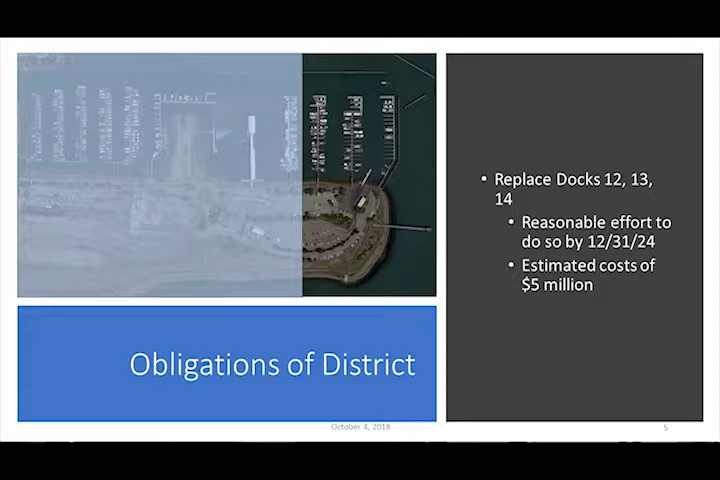 • Replace Docks 12, 13,
14
• Reasonable effort to
do so by 12/31/24
• Estimated costs of
$5 million
Obligations of District
October 4, 2018
5